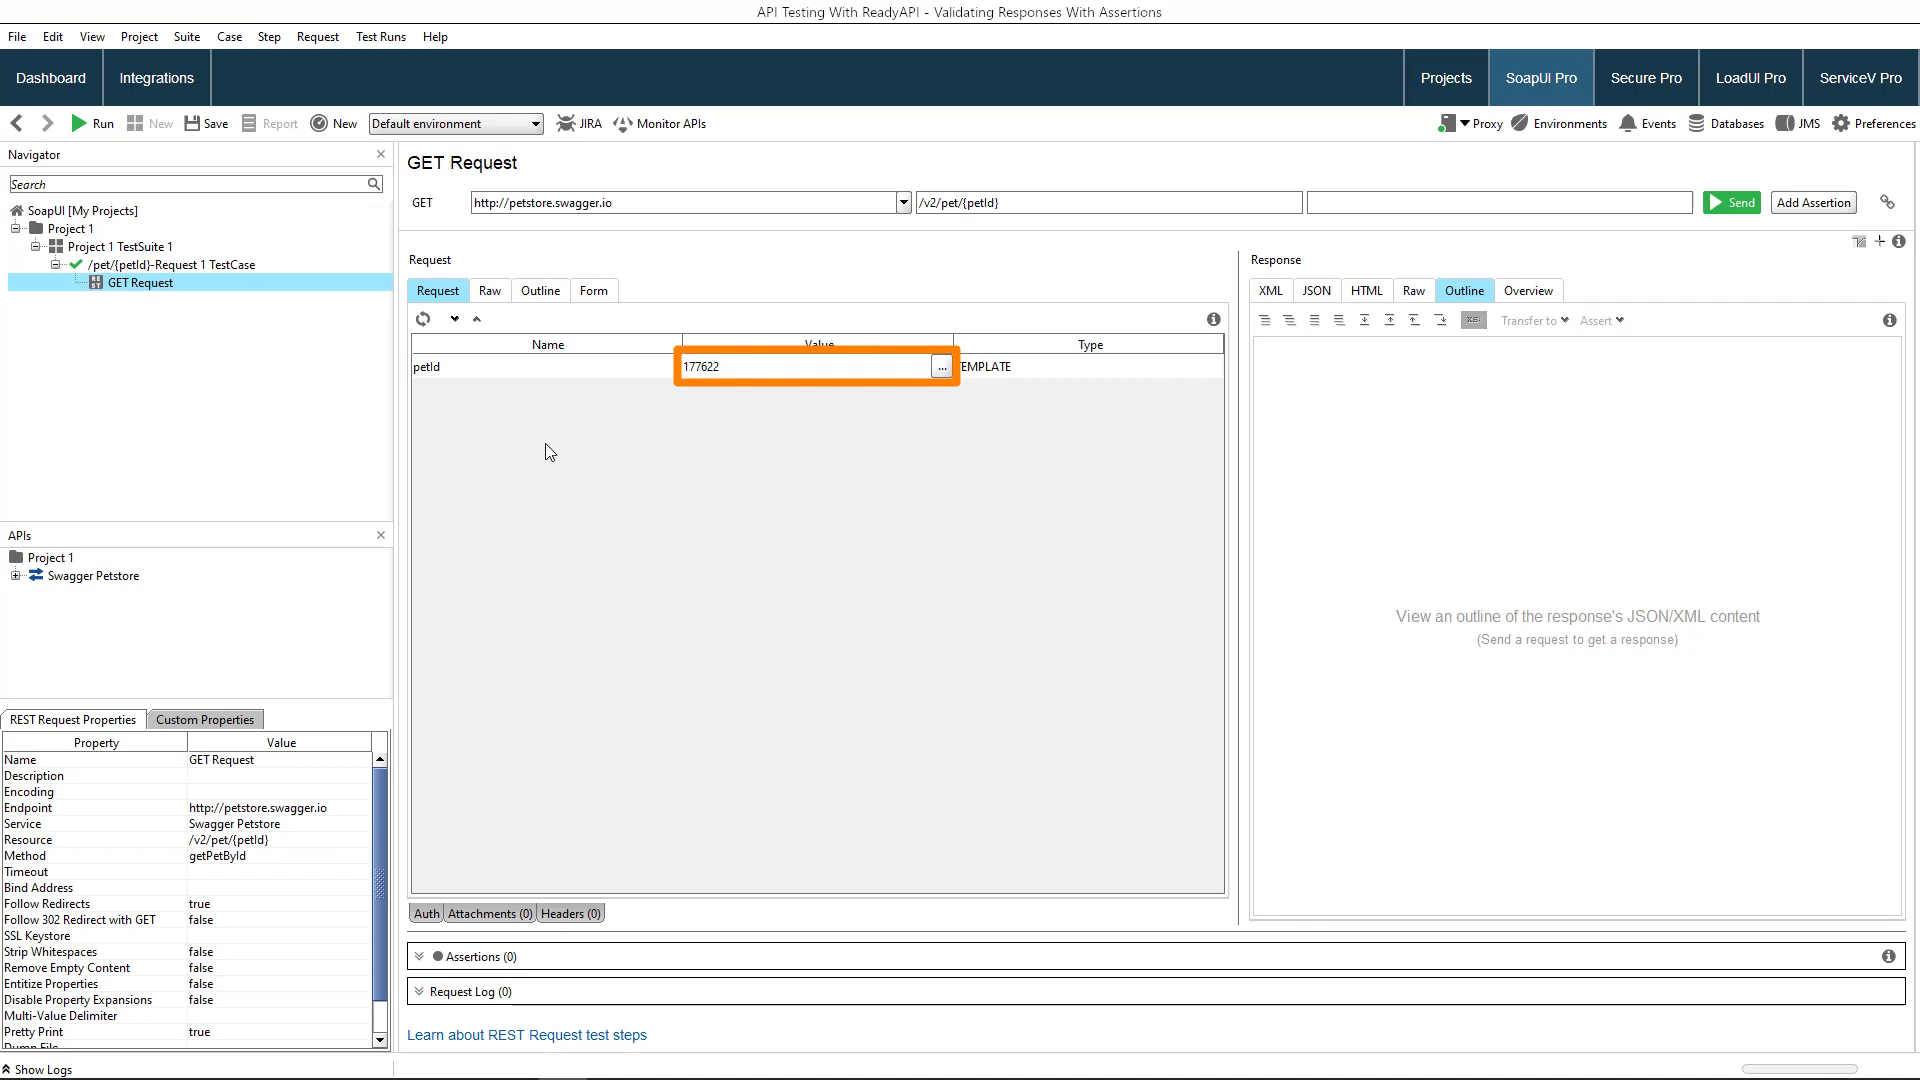 API Testing With ReadyAPI - Validating Responses With Assertions
File Edit View Project Suite Case Step Request Test Runs Help
Dashboard Integrations Projects SoapUI Pro Secure Pro LoadUI Pro ServiceV Pro
Run New Save Report New Default environment JIRA Monitor APIs Proxy Environments Events Databases JMS Preferences
Navigator
Search
SoapUI [My Projects]
Project 1
Project 1 TestSuite 1
/pet/{petId}-Request 1 TestCase
GET Request
APIs
Project 1
Swagger Petstore
REST Request Properties Custom Properties
Property Value
Name GET Request
Description
Encoding
Endpoint http://petstore.swagger.io
Service Swagger Petstore
Resource /v2/pet/{petId}
Method getPetById
Timeout
Bind Address
Follow Redirects true
Follow 302 Redirect with GET false
SSL Keystore
Strip Whitespaces false
Remove Empty Content false
Entitize Properties false
Disable Property Expansions false
Multi-Value Delimiter
Pretty Print true
Dump File
Show Logs
GET Request
GET http://petstore.swagger.io /v2/pet/{petId} Send Add Assertion
Request
Request Raw Outline Form
Name Value Type
petId 177622 ... EMPLATE
Auth Attachments (0) Headers (0)
Response
XML JSON HTML Raw Outline Overview
Transfer to Assert
View an outline of the response's JSON/XML content
(Send a request to get a response)
Assertions (0)
Request Log (0)
Learn about REST Request test steps